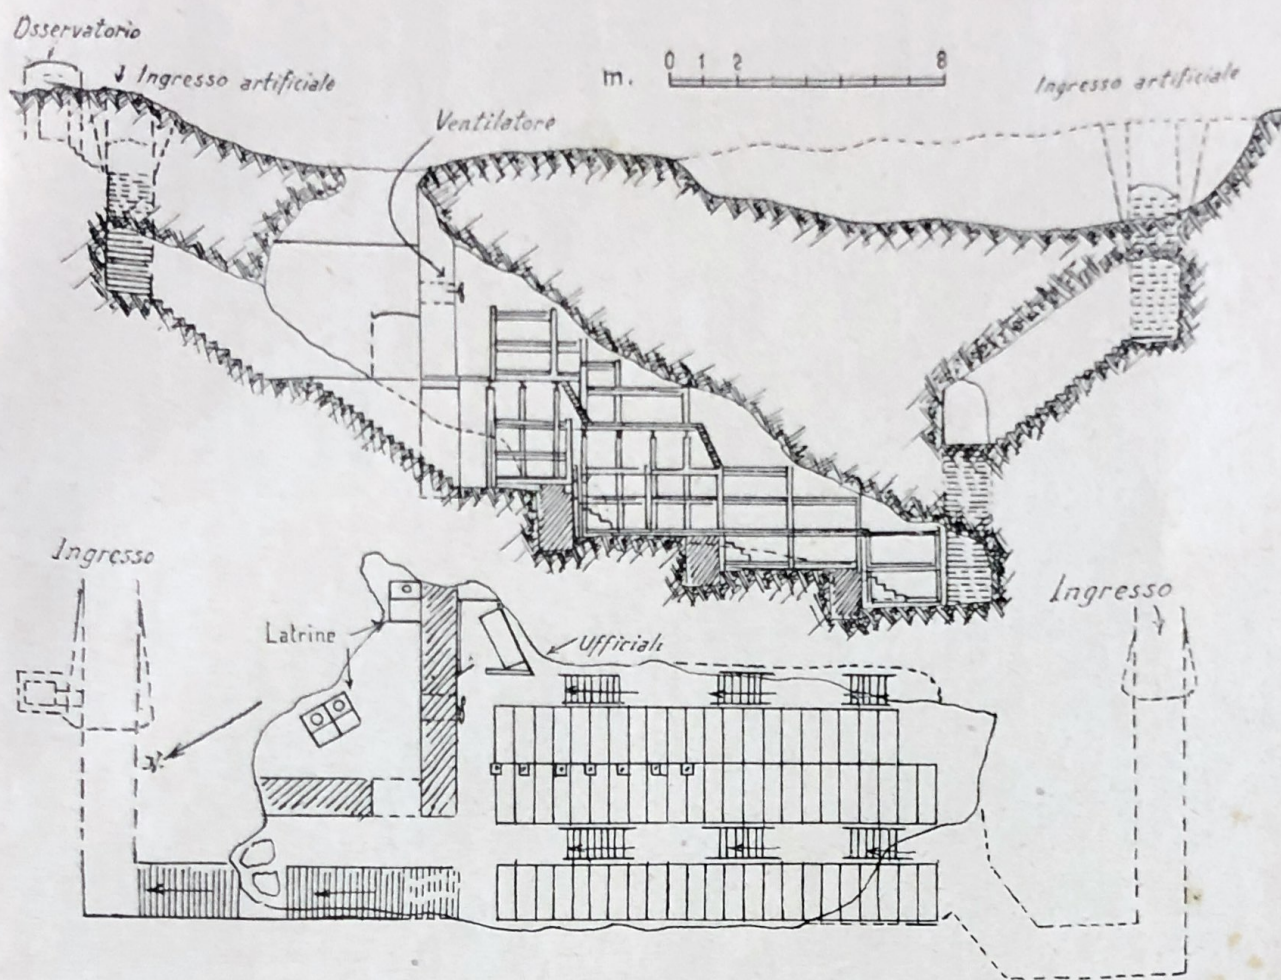 Osservatorio
Ingresso artificiale
m. 0 1 2 8
Ingresso artificiale
Ventilatore
Ingresso
Ingresso
Latrine
Ufficiali
N